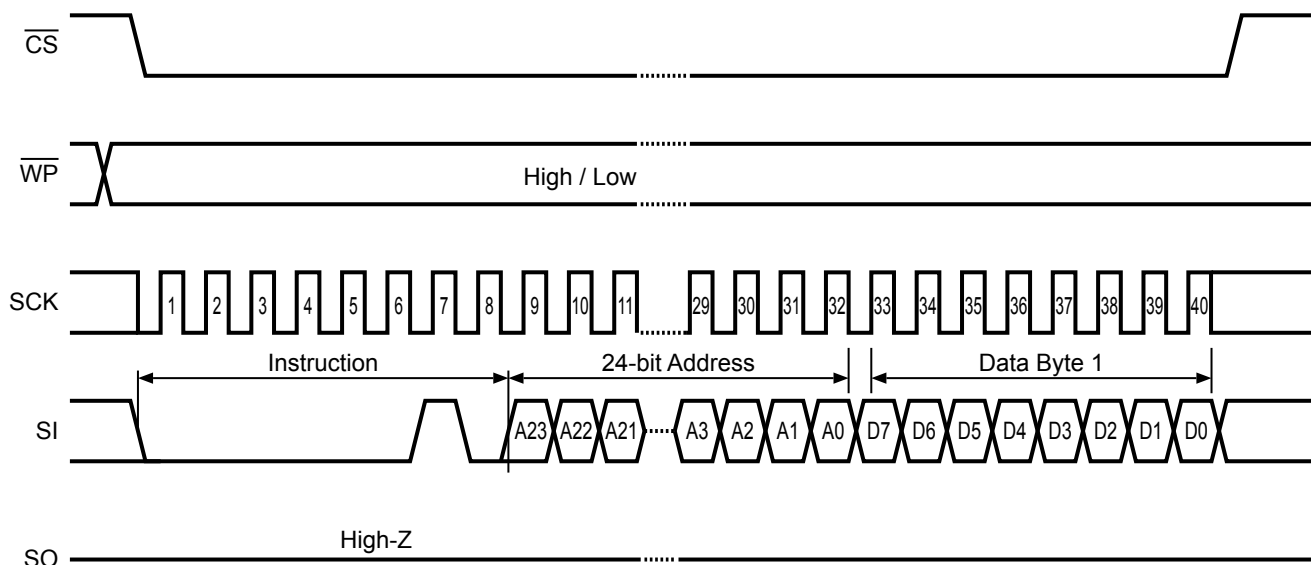 CS
WP
High / Low
SCK
1 2 3 4 5 6 7 8 9 10 11 29 30 31 32 33 34 35 36 37 38 39 40
Instruction 24-bit Address Data Byte 1
SI
A23 A22 A21 A3 A2 A1 A0 D7 D6 D5 D4 D3 D2 D1 D0
High-Z
SO